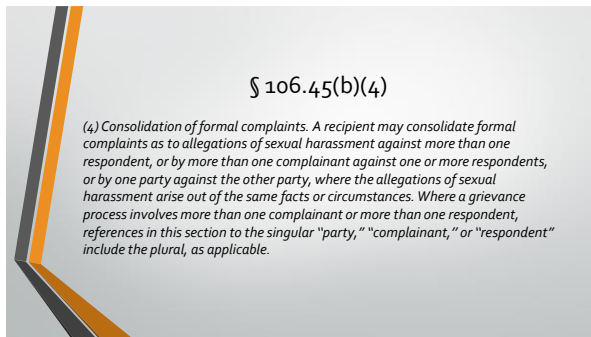 § 106.45(b)(4)
(4) Consolidation of formal complaints. A recipient may consolidate formal
complaints as to allegations of sexual harassment against more than one
respondent, or by more than one complainant against one or more respondents,
or by one party against the other party, where the allegations of sexual
harassment arise out of the same facts or circumstances. Where a grievance
process involves more than one complainant or more than one respondent,
references in this section to the singular “party,” “complainant,” or “respondent”
include the plural, as applicable.